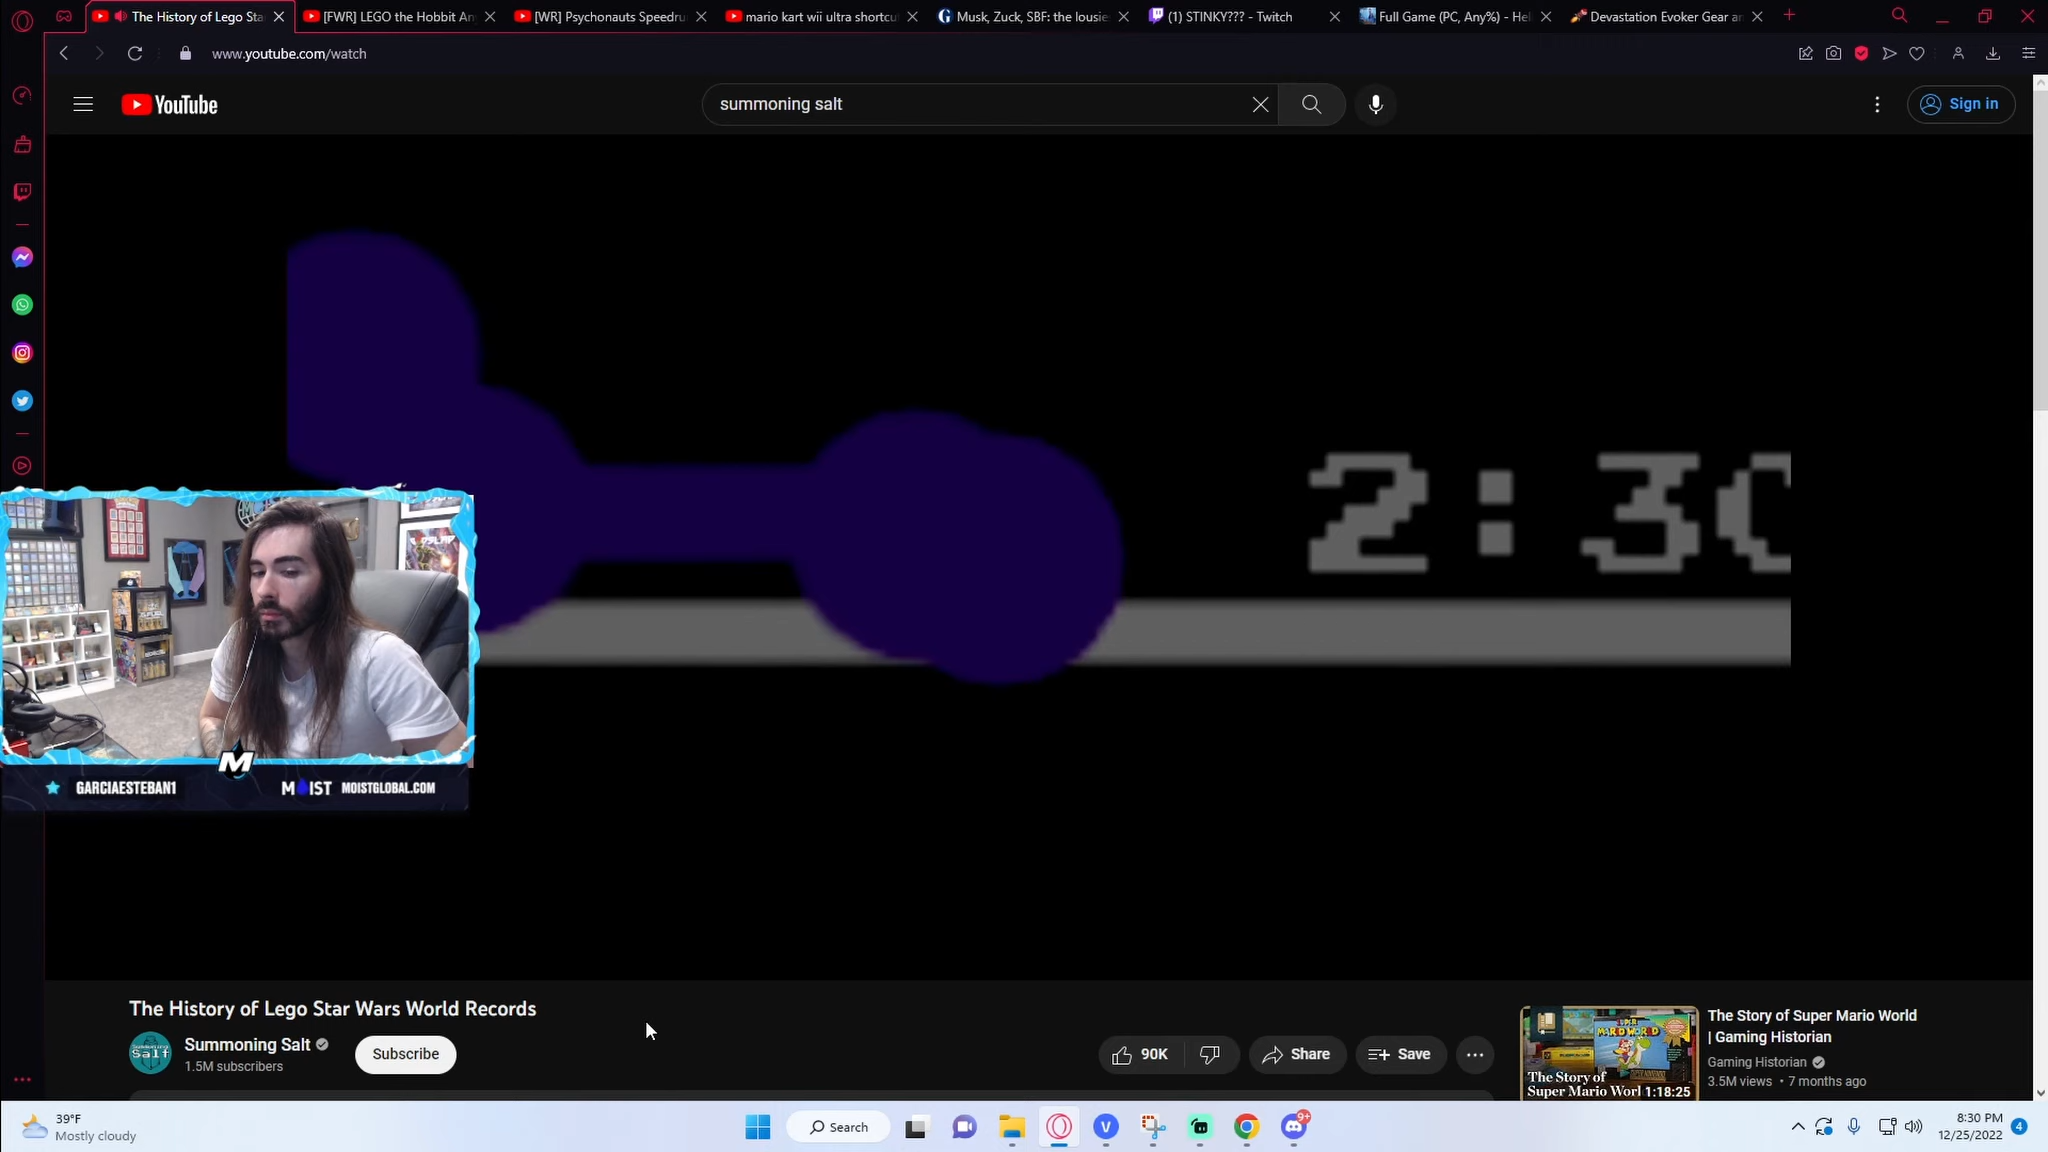 The History of Lego Sta
[FWR] LEGO the Hobbit An
[WR] Psychonauts Speedru
mario kart wii ultra shortcu
Musk, Zuck, SBF: the lousie
(1) STINKY??? - Twitch
Full Game (PC, Any%) - Hel
Devastation Evoker Gear an
www.youtube.com/watch
YouTube
summoning salt
Sign in
2:30
GARCIAESTEBAN1
MOIST
MOISTGLOBAL.COM
The History of Lego Star Wars World Records
Summoning Salt
1.5M subscribers
Subscribe
90K
Share
Save
The Story of
Super Mario Worl
1:18:25
The Story of Super Mario World
| Gaming Historian
Gaming Historian
3.5M views • 7 months ago
39°F
Mostly cloudy
Search
9+
8:30 PM
12/25/2022
4